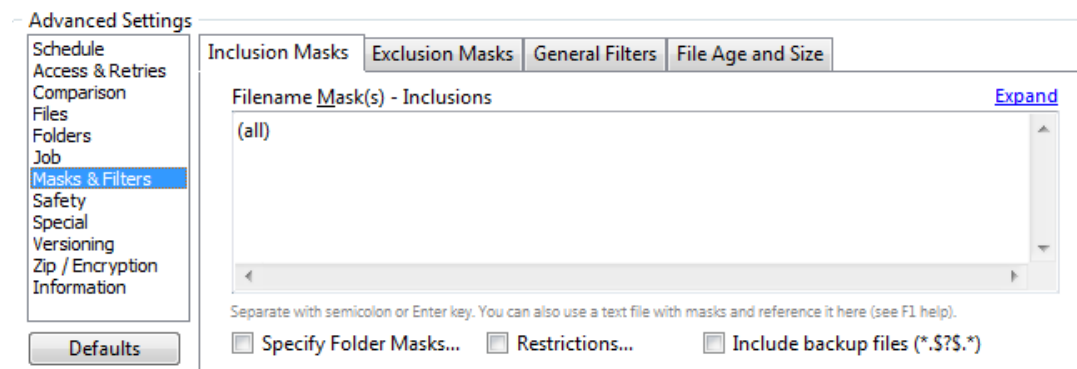 Advanced Settings
Schedule
Access & Retries
Comparison
Files
Folders
Job
Masks & Filters
Safety
Special
Versioning
Zip / Encryption
Information
Defaults
Inclusion Masks Exclusion Masks General Filters File Age and Size
Filename Mask(s) - Inclusions Expand
(all)
Separate with semicolon or Enter key. You can also use a text file with masks and reference it here (see F1 help).
Specify Folder Masks... Restrictions... Include backup files (*.$?$.*)